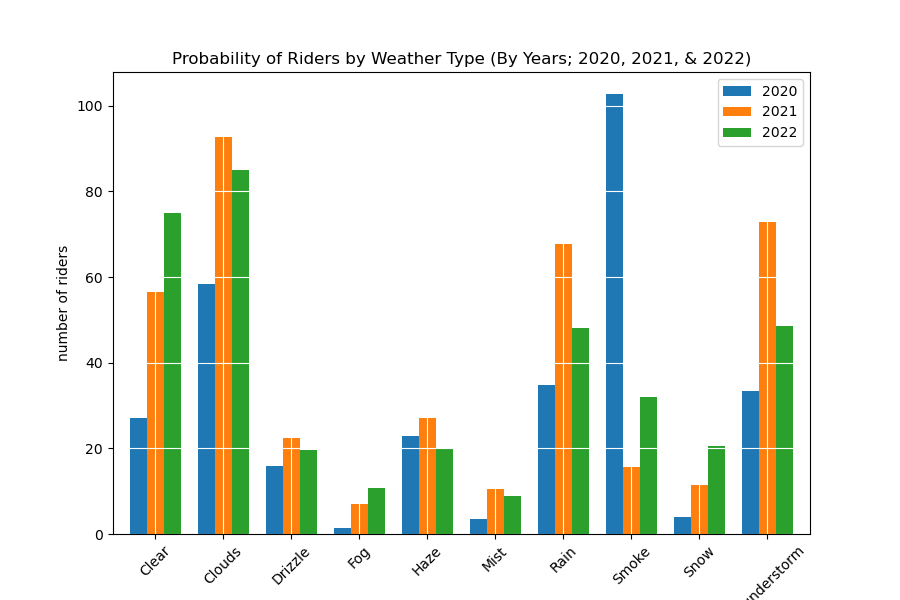 Probability of Riders by Weather Type (By Years; 2020, 2021, & 2022)
2020
2021
2022
number of riders
100
80
60
40
20
0
Clear
Clouds
Drizzle
Fog
Haze
Mist
Rain
Smoke
Snow
understorm